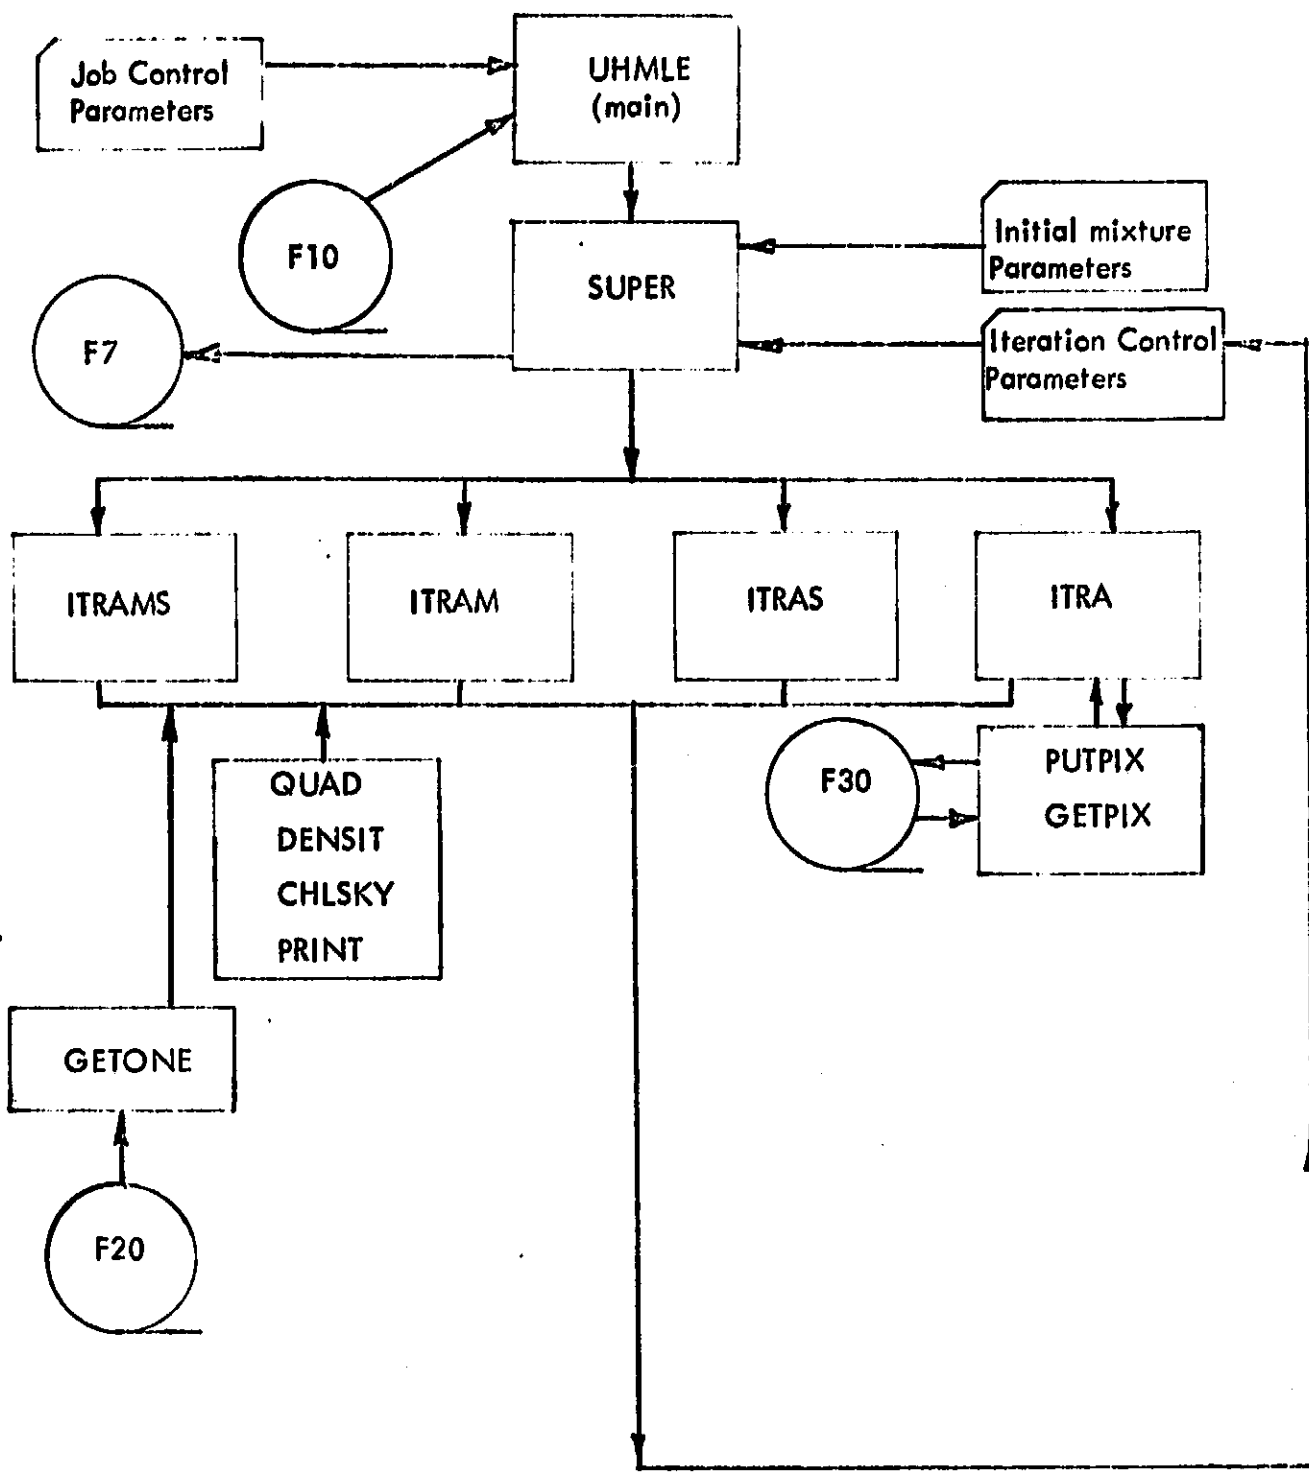 Job Control
Parameters
UHMLE
(main)
F10
Initial mixture
Parameters
SUPER
F7
Iteration Control
Parameters
ITRAMS
ITRAM
ITRAS
ITRA
QUAD
DENSIT
CHLSKY
PRINT
F30
PUTPIX
GETPIX
GETONE
F20